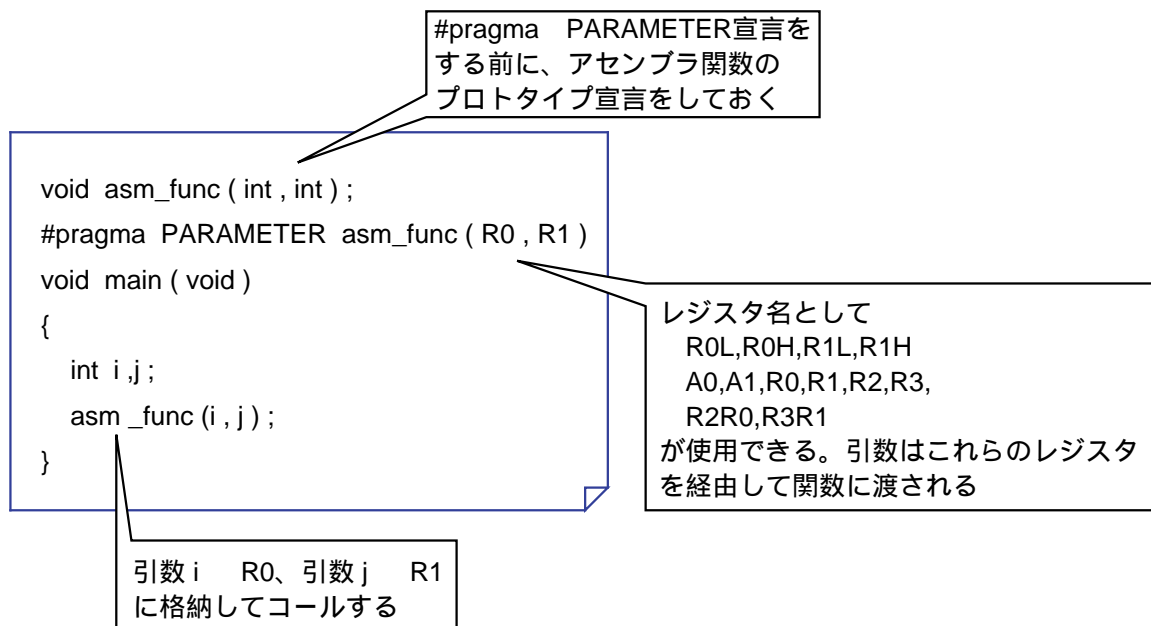 #pragma PARAMETER宣言を
する前に、アセンブラ関数の
プロトタイプ宣言をしておく
void asm_func ( int , int ) ;
#pragma PARAMETER asm_func ( R0 , R1 )
void main ( void )
{
int i ,j ;
asm _func (i , j ) ;
}
レジスタ名として
R0L,R0H,R1L,R1H
A0,A1,R0,R1,R2,R3,
R2R0,R3R1
が使用できる。引数はこれらのレジスタ
を経由して関数に渡される
引数 i R0、引数 j R1
に格納してコールする